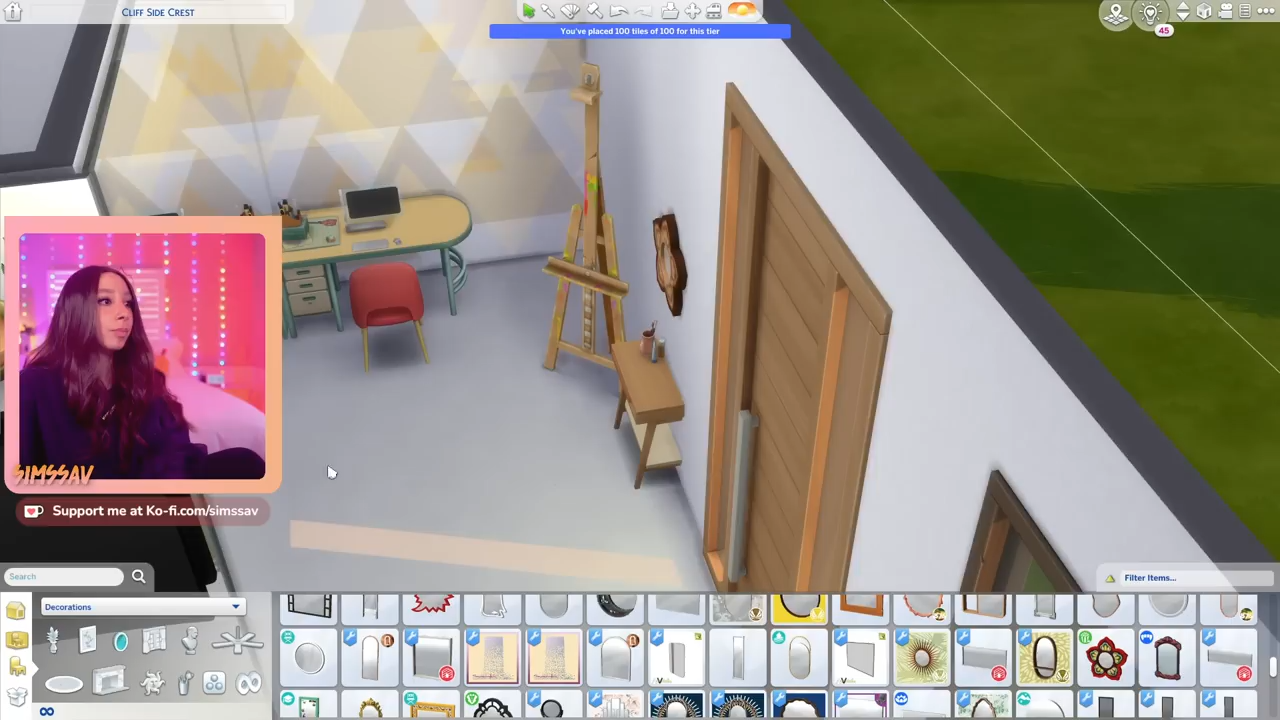 CLIFF SIDE CREST
You've placed 100 tiles of 100 for this tier
45
SIMSSAV
Support me at Ko-fi.com/simssav
Search
Filter Items...
Decorations